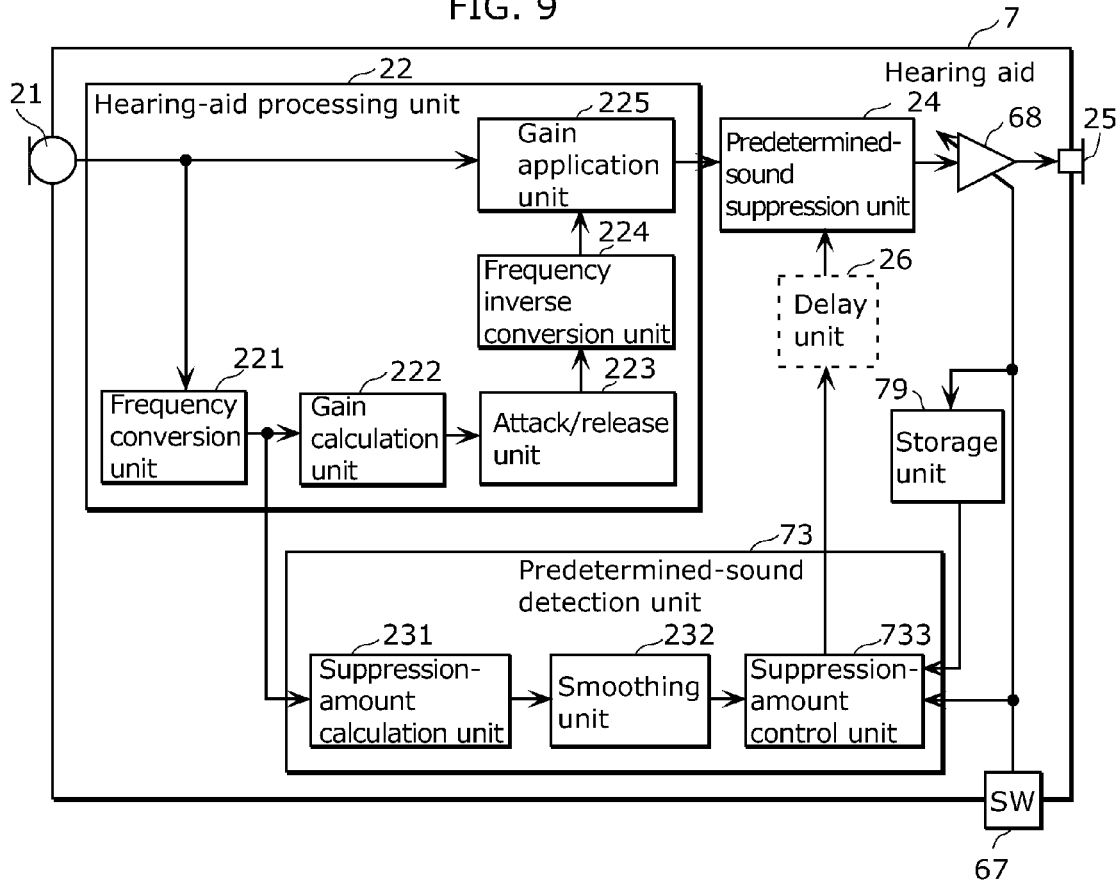 FIG. 9
7
22
Hearing aid
21
Hearing-aid processing unit
225
24
68
25
Gain
application
unit
Predetermined-
sound
suppression unit
224
26
Frequency
inverse
conversion unit
Delay
unit
221
222
223
79
Frequency
conversion
unit
Gain
calculation
unit
Attack/release
unit
Storage
unit
73
Predetermined-sound
detection unit
231
232
733
Suppression-
amount
calculation unit
Smoothing
unit
Suppression-
amount
control unit
SW
67